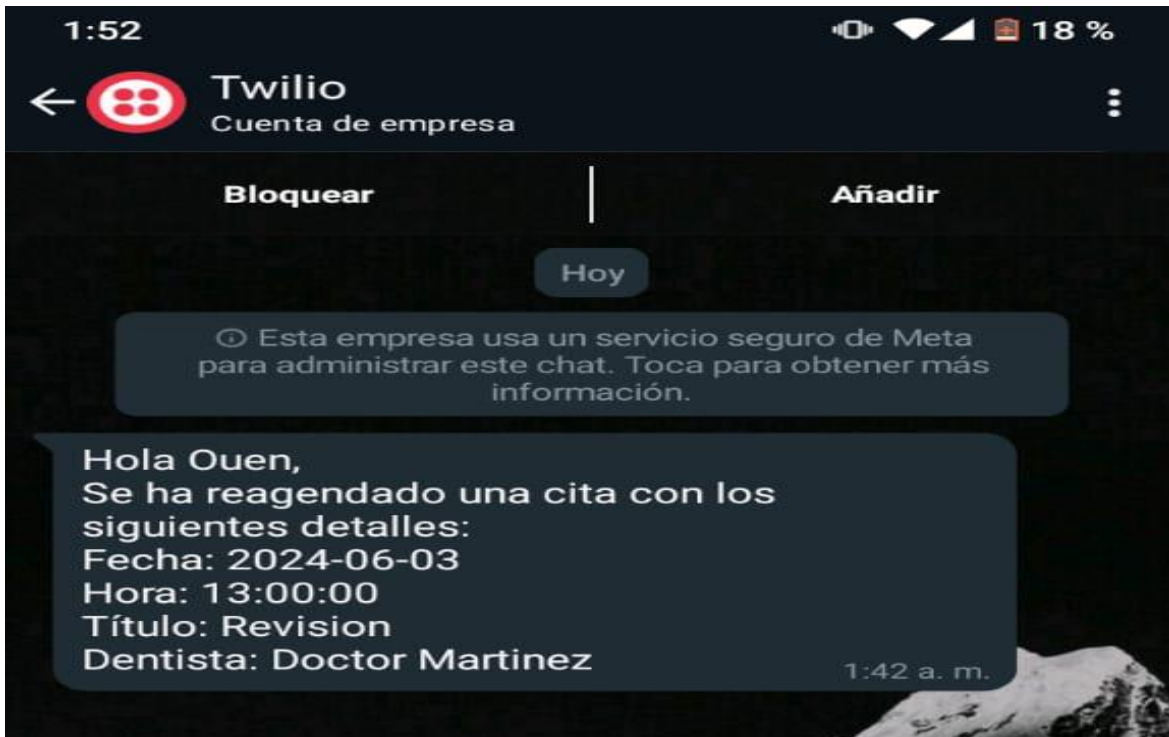 1:52
18 %
Twilio
Cuenta de empresa
Bloquear
Añadir
Hoy
Esta empresa usa un servicio seguro de Meta
para administrar este chat. Toca para obtener más
información.
Hola Ouen,
Se ha reagendado una cita con los
siguientes detalles:
Fecha: 2024-06-03
Hora: 13:00:00
Título: Revision
Dentista: Doctor Martinez
1:42 a. m.